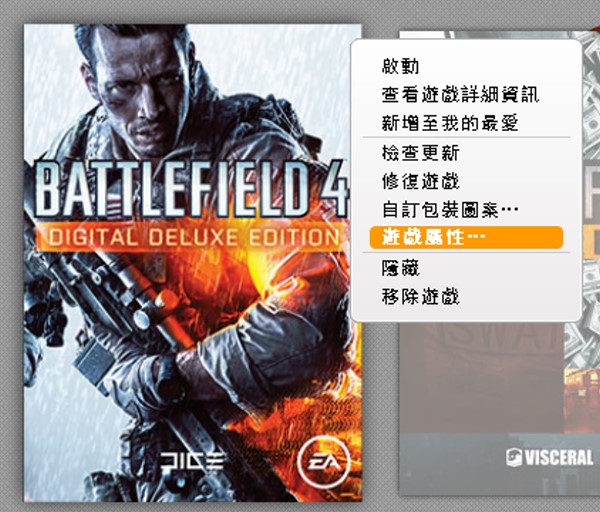 BATTLEFIELD 4
DIGITAL DELUXE EDITION
DICE
EA
啟動
查看遊戲詳細資訊
新增至我的最愛
檢查更新
修復遊戲
自訂包裝圖案…
遊戲屬性…
隱藏
移除遊戲
SWAT
VISCERAL